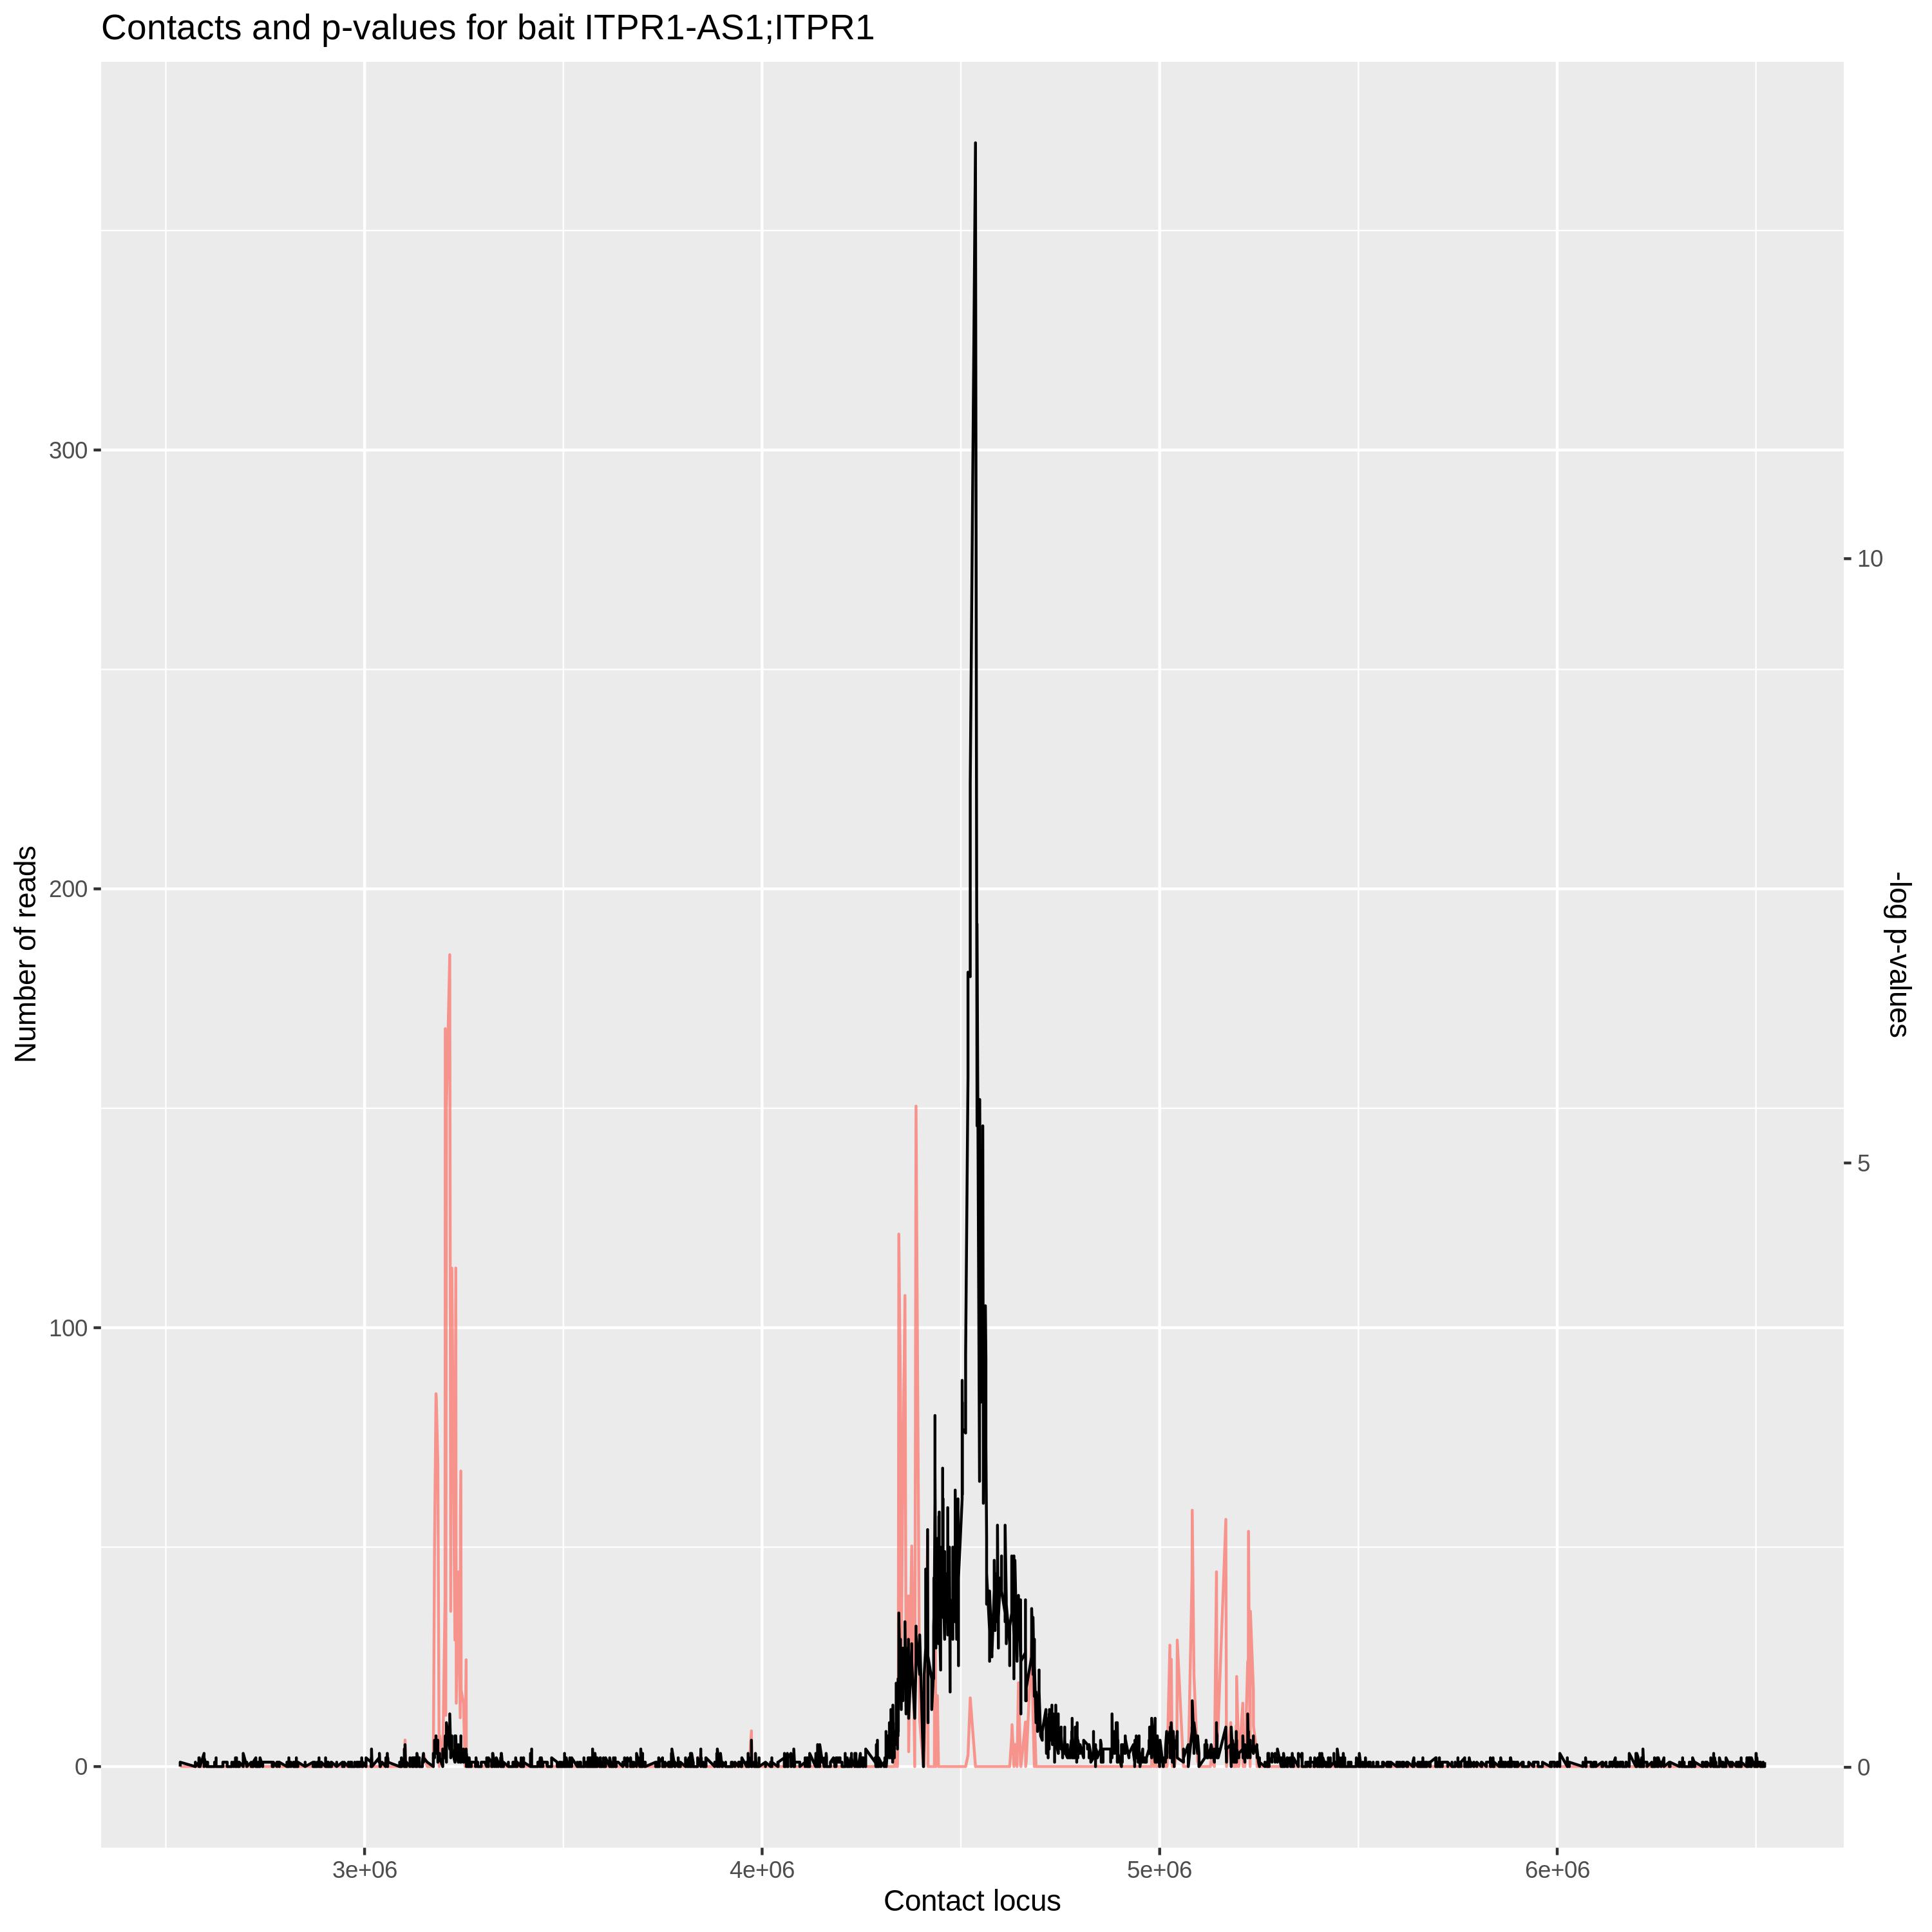 Contacts and p-values for bait ITPR1-AS1;ITPR1
Number of reads
300
200
100
0
10
5
0
-log p-values
3e+06
4e+06
5e+06
6e+06
Contact locus